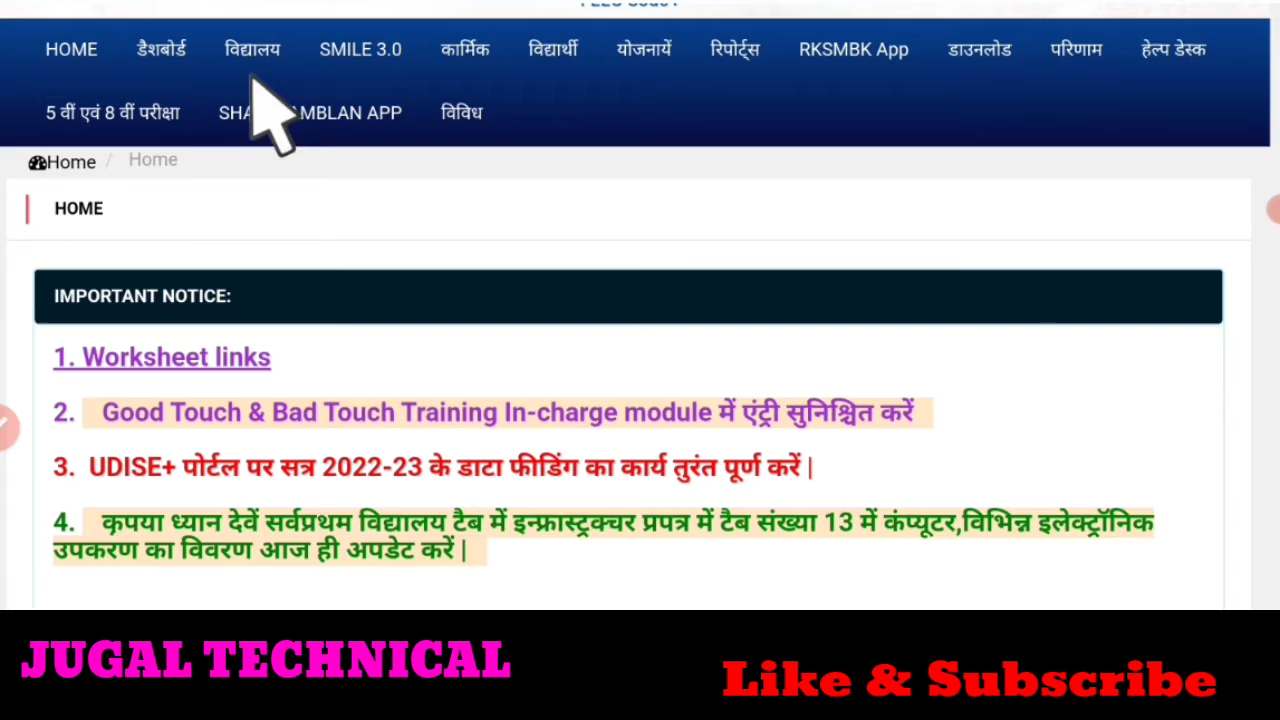 HOME डैशबोर्ड विद्यालय SMILE 3.0 कार्मिक विद्यार्थी योजनायें रिपोर्ट्स RKSMBK App डाउनलोड परिणाम हेल्प डेस्क
5 वीं एवं 8 वीं परीक्षा MBLAN APP विविध
Home / Home
HOME
IMPORTANT NOTICE:
1. Worksheet links
2. Good Touch & Bad Touch Training In-charge module में एंट्री सुनिश्चित करें
3. UDISE+ पोर्टल पर सत्र 2022-23 के डाटा फीडिंग का कार्य तुरंत पूर्ण करें |
4. कृपया ध्यान देवें सर्वप्रथम विद्यालय टैब में इन्फ्रास्ट्रक्चर प्रपत्र में टैब संख्या 13 में कंप्यूटर,विभिन्न इलेक्ट्रॉनिक
उपकरण का विवरण आज ही अपडेट करें |
JUGAL TECHNICAL
Like & Subscribe